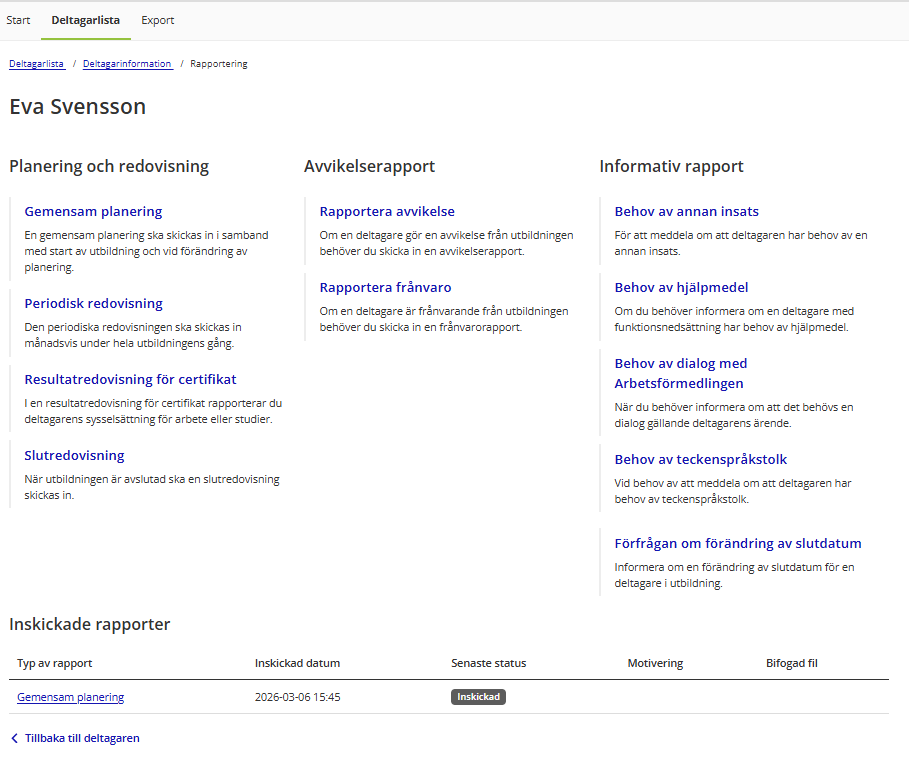 Start Deltagarlista Export
Deltagarlista / Deltagarinformation / Rapportering
Eva Svensson
Planering och redovisning
Gemensam planering
En gemensam planering ska skickas in i samband
med start av utbildning och vid förändring av
planering.
Periodisk redovisning
Den periodiska redovisningen ska skickas in
månadsvis under hela utbildningens gång.
Resultatredovisning för certifikat
I en resultatredovisning för certifikat rapporterar du
deltagarens sysselsättning för arbete eller studier.
Slutredovisning
När utbildningen är avslutad ska en slutredovisning
skickas in.
Avvikelserapport
Rapportera avvikelse
Om en deltagare gör en avvikelse från utbildningen
behöver du skicka in en avvikelserapport.
Rapportera frånvaro
Om en deltagare är frånvarande från utbildningen
behöver du skicka in en frånvarorapport.
Informativ rapport
Behov av annan insats
För att meddela om att deltagaren har behov av en
annan insats.
Behov av hjälpmedel
Om du behöver informera om en deltagare med
funktionsnedsättning har behov av hjälpmedel.
Behov av dialog med
Arbetsförmedlingen
När du behöver informera om att det behövs en
dialog gällande deltagarens ärende.
Behov av teckenspråkstolk
Vid behov av att meddela om att deltagaren har
behov av teckenspråkstolk.
Förfrågan om förändring av slutdatum
Informera om en förändring av slutdatum för en
deltagare i utbildning.
Inskickade rapporter
Typ av rapport Inskickad datum Senaste status Motivering Bifogad fil
Gemensam planering 2026-03-06 15:45 Inskickad
Tillbaka till deltagaren